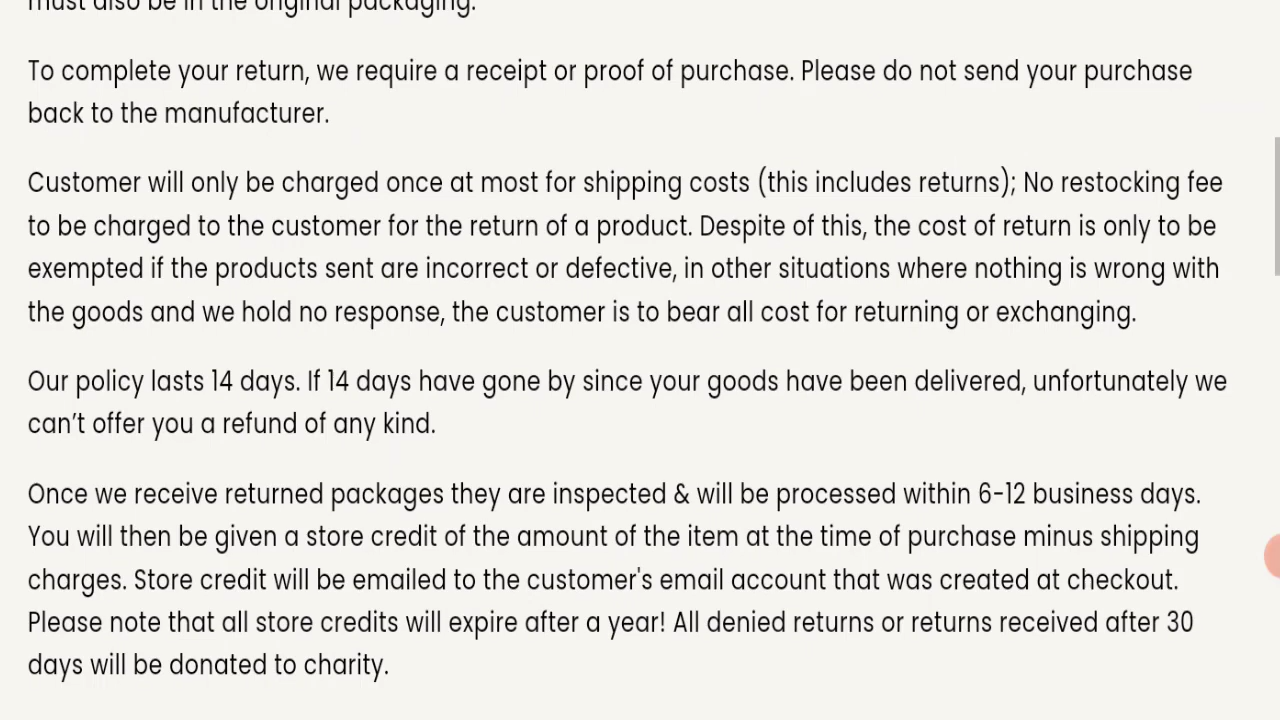 must also be in the original packaging.
To complete your return, we require a receipt or proof of purchase. Please do not send your purchase
back to the manufacturer.
Customer will only be charged once at most for shipping costs (this includes returns); No restocking fee
to be charged to the customer for the return of a product. Despite of this, the cost of return is only to be
exempted if the products sent are incorrect or defective, in other situations where nothing is wrong with
the goods and we hold no response, the customer is to bear all cost for returning or exchanging.
Our policy lasts 14 days. If 14 days have gone by since your goods have been delivered, unfortunately we
can’t offer you a refund of any kind.
Once we receive returned packages they are inspected & will be processed within 6-12 business days.
You will then be given a store credit of the amount of the item at the time of purchase minus shipping
charges. Store credit will be emailed to the customer's email account that was created at checkout.
Please note that all store credits will expire after a year! All denied returns or returns received after 30
days will be donated to charity.